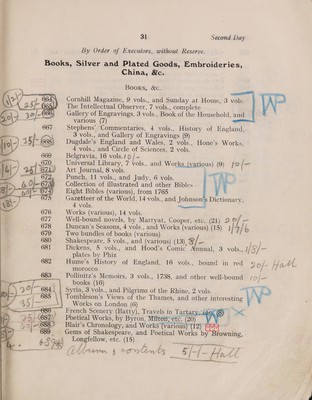 31
Second Day
By Order of Executors, without Reserve.
Books, Silver and Plated Goods, Embroideries,
China, &c.
Books, &c.
664 Cornhill Magazine, 9 vols., and Sunday at Home, 3 vols.
665 The Intellectual Observer, 7 vols., complete
666 Gallery of Engravings, 3 vols., Book of the Household, and
various (7)
667 Stephens' Commentaries, 4 vols., History of England,
3 vols., and Gallery of Engravings (9)
668 Dugdale's England and Wales, 2 vols., Hone's Works,
4 vols., and Circle of Sciences, 2 vols.
669 Belgravia, 16 vols. 10/-
670 Universal Library, 7 vols., and Works (various) (9) 10/-
671 Art Journal, 8 vols.
672 Punch, 11 vols., and Judy, 6 vols.
673 Collection of illustrated and other Bibles
674 Eight Bibles (various), from 1765
675 Gazetteer of the World, 14 vols., and Johnson's Dictionary,
4 vols.
676 Works (various), 14 vols.
677 Well-bound novels, by Marryat, Cooper, etc., (21)
678 Duncan's Seasons, 4 vols., and Works (various) (15)
679 Two bundles of books (various)
680 Shakespeare, 5 vols., and (various) (13) 8/-
681 Dickens, 5 vols., and Hood's Comic Annual, 3 vols.,
plates by Phiz
682 Hume's History of England, 16 vols., bound in red
morocco 20/- Hall
683 Pollnitz's Memoirs, 3 vols., 1738, and other well-bound
books (16) 10/-
684 Syria, 3 vols., and Pilgrims of the Rhine, 2 vols. WP
685 Tombleson's Views of the Thames, and other interesting
Works on London (6)
686 French Scenery (Batty), Travels in Tartary
687 Poetical Works, by Byron, Milton, etc. (20) WP
688 Blair's Chronology, and Works (various) (12)
689 Gems of Shakespeare, and Poetical Works by Browning,
Longfellow, etc. (15)
Album & contents 5/- Hall